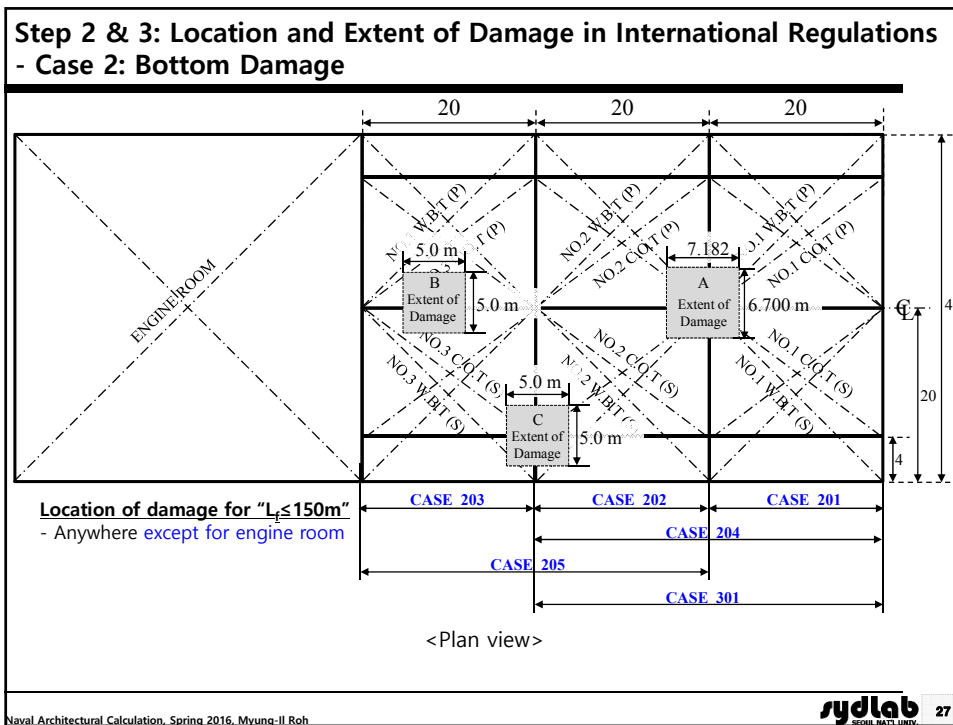 Step 2 & 3: Location and Extent of Damage in International Regulations
- Case 2: Bottom Damage
20
20
20
NO. W.B.T (P)
C.O.T (P)
NO.2 W.B.T (P)
NO.2 C.O.T (P)
NO.1 W.B.T (P)
NO.1 C.O.T (P)
5.0 m
B
Extent of
Damage
5.0 m
7.182
A
Extent of
Damage
6.700 m
ENGINE ROOM
CL
4
NO.3 C.O.T (S)
NO.3 W.B.T (S)
NO.2 C.O.T (S)
NO.2 W.B.T (S)
NO.1 C.O.T (S)
NO.1 W.B.T (S)
5.0 m
C
Extent of
Damage
5.0 m
20
4
CASE 203
CASE 202
CASE 201
CASE 204
CASE 205
CASE 301
Location of damage for "Lf≤150m"
- Anywhere except for engine room
<Plan view>
Naval Architectural Calculation, Spring 2016, Myung-Il Roh
sydlab
SEOUL NAT'L UNIV.
27